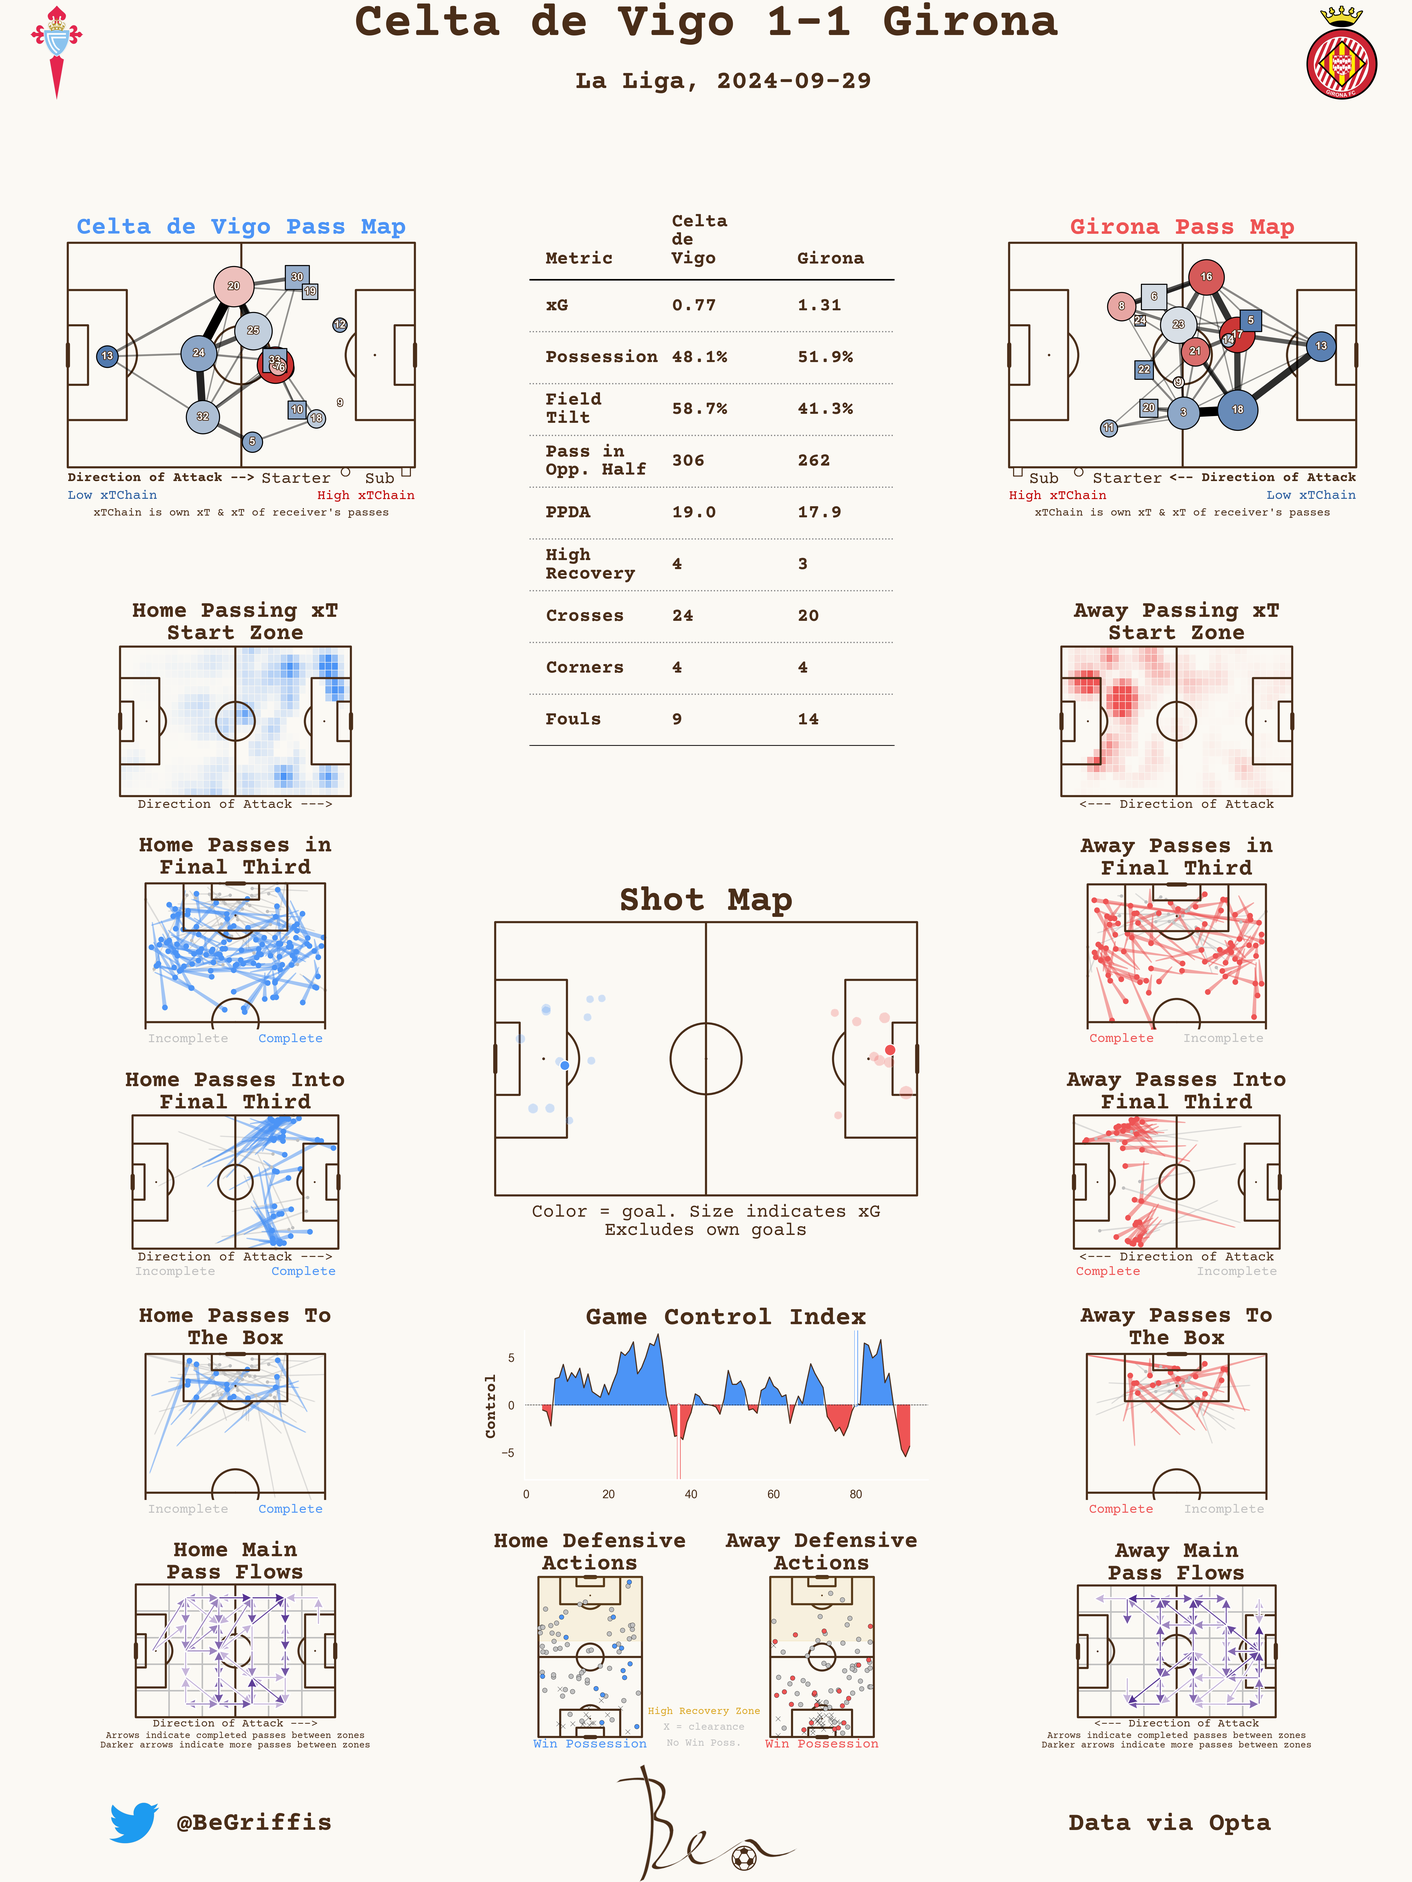 Celta de Vigo 1-1 Girona
La Liga, 2024-09-29
GIRONA FC
Celta de Vigo Pass Map
20
30
19
25
12
24
13
33
6
9
10
18
32
5
Direction of Attack --> Starter Sub
Low xTChain High xTChain
xTChain is own xT & xT of receiver's passes
Metric Celta de Vigo Girona
xG 0.77 1.31
Possession 48.1% 51.9%
Field Tilt 58.7% 41.3%
Pass in Opp. Half 306 262
PPDA 19.0 17.9
High Recovery 4 3
Crosses 24 20
Corners 4 4
Fouls 9 14
Girona Pass Map
16
8
6
24
23
5
17
14
21
13
22
9
20
3
18
11
Sub Starter <-- Direction of Attack
High xTChain Low xTChain
xTChain is own xT & xT of receiver's passes
Home Passing xT
Start Zone
Direction of Attack --->
Away Passing xT
Start Zone
<--- Direction of Attack
Home Passes in
Final Third
Incomplete Complete
Away Passes in
Final Third
Complete Incomplete
Shot Map
Color = goal. Size indicates xG
Excludes own goals
Home Passes Into
Final Third
Direction of Attack --->
Incomplete Complete
Away Passes Into
Final Third
<--- Direction of Attack
Complete Incomplete
Home Passes To
The Box
Incomplete Complete
Game Control Index
Control
5
0
−5
0 20 40 60 80
Away Passes To
The Box
Complete Incomplete
Home Main
Pass Flows
Direction of Attack --->
Arrows indicate completed passes between zones
Darker arrows indicate more passes between zones
Home Defensive
Actions
Win Possession
High Recovery Zone
X = clearance
No Win Poss.
Away Defensive
Actions
Win Possession
Away Main
Pass Flows
<--- Direction of Attack
Arrows indicate completed passes between zones
Darker arrows indicate more passes between zones
@BeGriffis
Ben
Data via Opta